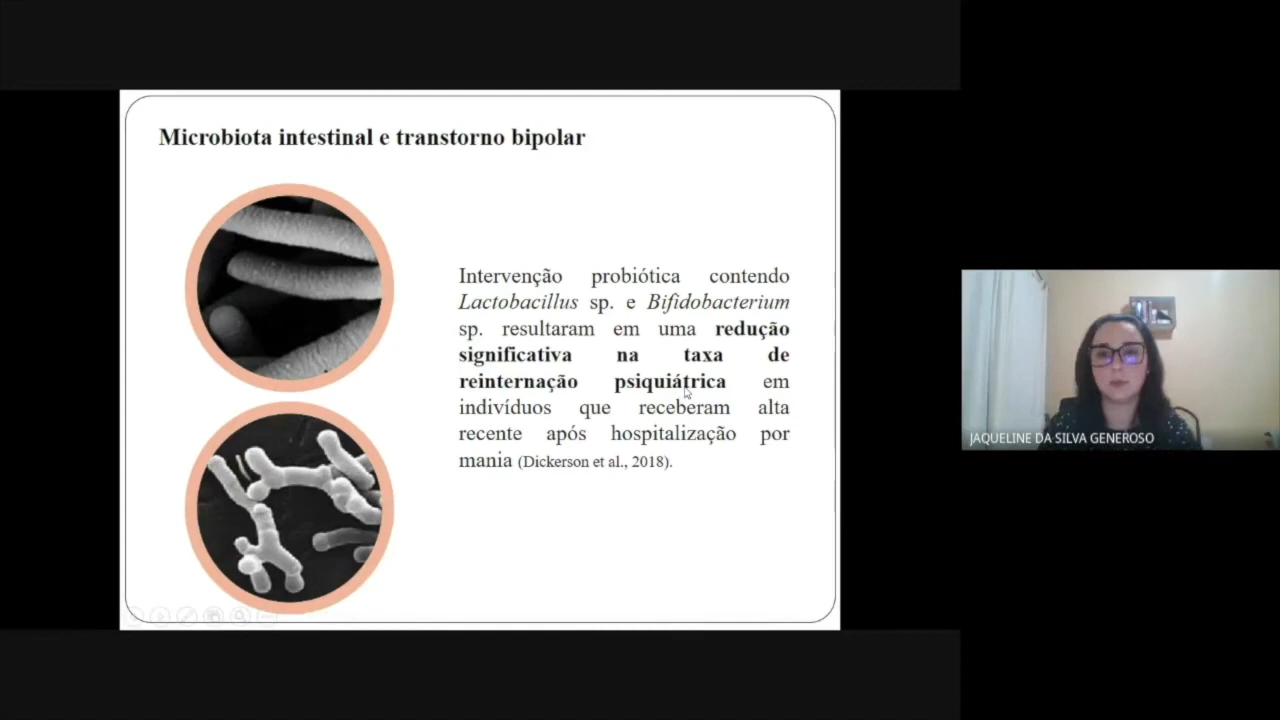 Microbiota intestinal e transtorno bipolar
Intervenção probiótica contendo
Lactobacillus sp. e Bifidobacterium
sp. resultaram em uma redução
significativa na taxa de
reinternação psiquiátrica em
indivíduos que receberam alta
recente após hospitalização por
mania (Dickerson et al., 2018).
JAQUELINE DA SILVA GENEROSO